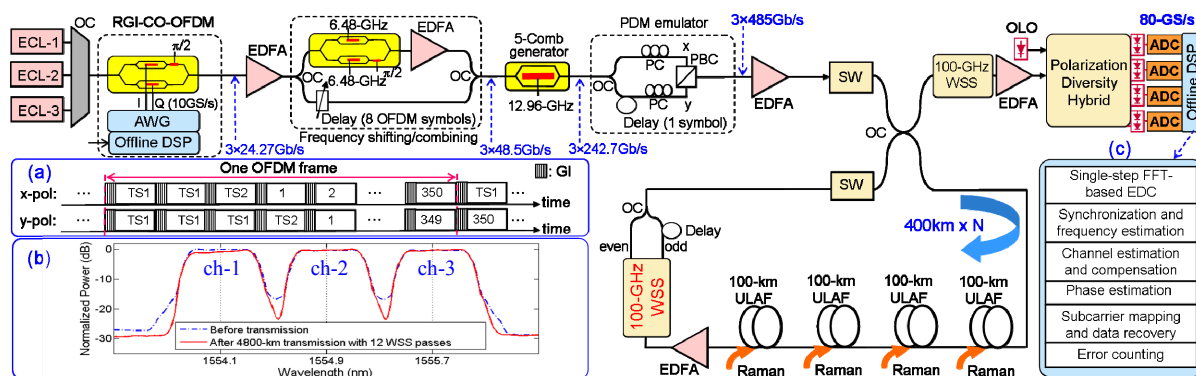 RGI-CO-OFDM
ECL-1
ECL-2
ECL-3
OC
π/2
I
Q (10GS/s)
AWG
Offline DSP
3×24.27Gb/s
EDFA
OC
6.48-GHz
6.48-GHz
π/2
EDFA
OC
Delay (8 OFDM symbols)
Frequency shifting/combining
3×48.5Gb/s
5-Comb
generator
12.96-GHz
3×242.7Gb/s
PDM emulator
OC
PC
x
PBC
PC
y
Delay (1 symbol)
3×485Gb/s
EDFA
SW
OC
100-GHz
WSS
EDFA
OLO
Polarization
Diversity
Hybrid
80-GS/s
ADC
ADC
ADC
ADC
Offline DSP
SW
OC
Delay
even
odd
100-GHz
WSS
EDFA
400km x N
100-km
ULAF
100-km
ULAF
100-km
ULAF
100-km
ULAF
Raman
Raman
Raman
Raman
(a)
One OFDM frame
: GI
x-pol:
··· TS1 TS1 TS2 1 2 ··· 350 TS1 ···
time
y-pol:
··· TS1 TS1 TS2 1 ··· 349 350 ···
time
(b)
Normalized Power (dB)
0
-10
-20
-30
ch-1
ch-2
ch-3
Before transmission
After 4800-km transmission with 12 WSS passes
1554.1
1554.9
1555.7
Wavelength (nm)
(c)
Single-step FFT-
based EDC
Synchronization and
frequency estimation
Channel estimation
and compensation
Phase estimation
Subcarrier mapping
and data recovery
Error counting